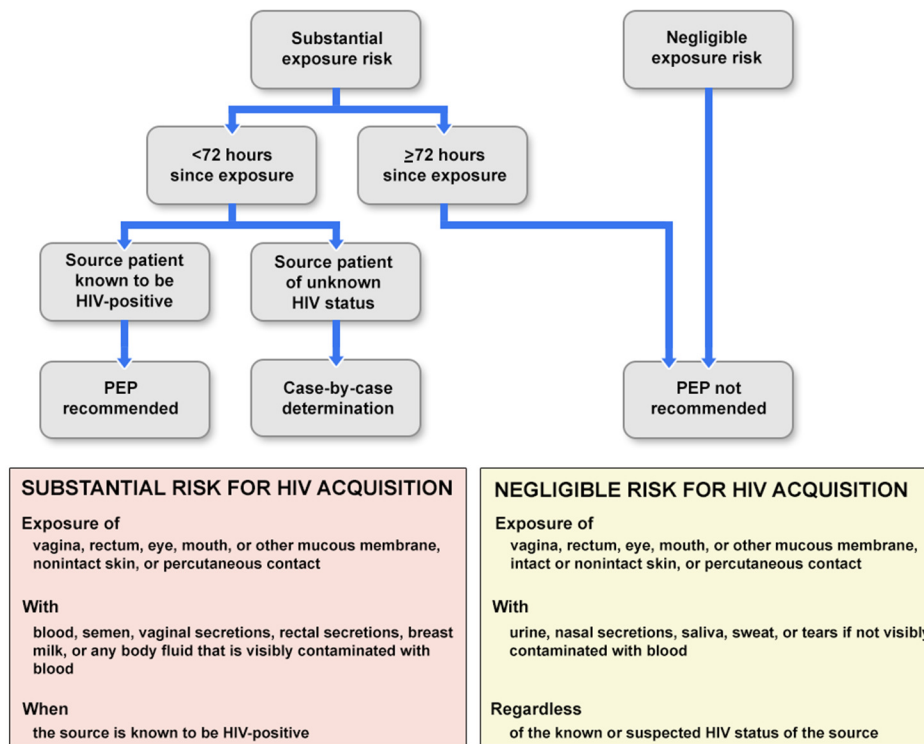 Substantial
exposure risk
Negligible
exposure risk
<72 hours
since exposure
≥72 hours
since exposure
Source patient
known to be
HIV-positive
Source patient
of unknown
HIV status
PEP
recommended
Case-by-case
determination
PEP not
recommended
SUBSTANTIAL RISK FOR HIV ACQUISITION
Exposure of
vagina, rectum, eye, mouth, or other mucous membrane,
nonintact skin, or percutaneous contact
With
blood, semen, vaginal secretions, rectal secretions, breast
milk, or any body fluid that is visibly contaminated with
blood
When
the source is known to be HIV-positive
NEGLIGIBLE RISK FOR HIV ACQUISITION
Exposure of
vagina, rectum, eye, mouth, or other mucous membrane,
intact or nonintact skin, or percutaneous contact
With
urine, nasal secretions, saliva, sweat, or tears if not visibly
contaminated with blood
Regardless
of the known or suspected HIV status of the source